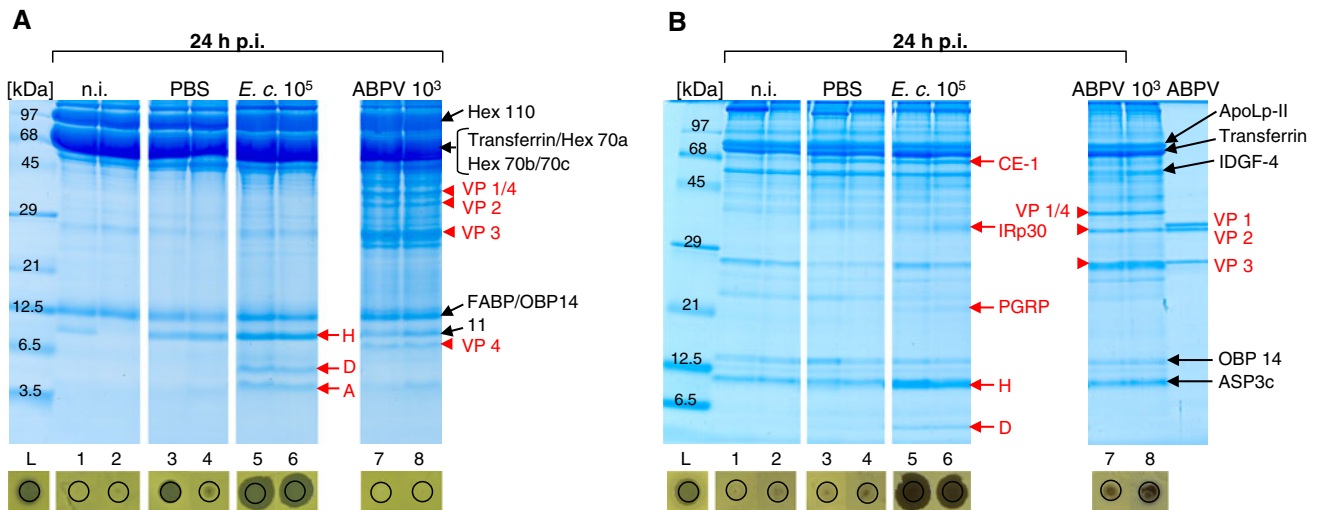 A
24 h p.i.
[kDa] n.i. PBS E. c. 10⁵ ABPV 10³
97
68
45
29
21
12.5
6.5
3.5
Hex 110
Transferrin/Hex 70a
Hex 70b/70c
VP 1/4
VP 2
VP 3
FABP/OBP14
11
VP 4
H
D
A
L 1 2 3 4 5 6 7 8
B
24 h p.i.
[kDa] n.i. PBS E. c. 10⁵ ABPV 10³ ABPV
97
68
45
29
21
12.5
6.5
CE-1
IRp30
PGRP
H
D
VP 1/4
ApoLp-II
Transferrin
IDGF-4
VP 1
VP 2
VP 3
OBP 14
ASP3c
L 1 2 3 4 5 6 7 8